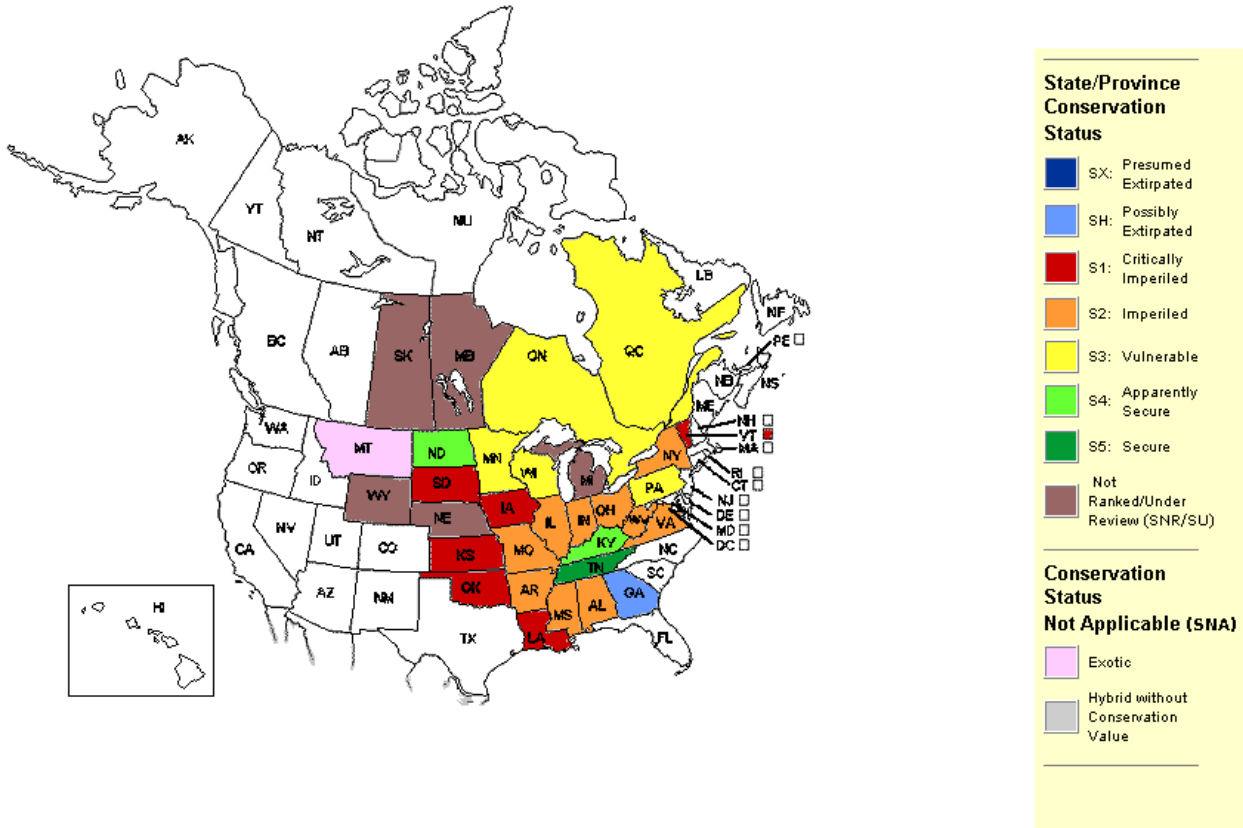 AK
YT
NT
NU
LB
NF
BC
AB
SK
MB
ON
QC
PE
NB
NS
ME
WA
MT
ND
MN
NH
VT
MA
OR
ID
SD
WI
MI
NY
RI
CT
WY
IA
PA
NJ
NE
IL
IN
OH
DE
NV
UT
CO
WV
VA
MD
DC
CA
KS
MO
KY
NC
AZ
NM
OK
AR
TN
SC
TX
MS
AL
GA
LA
FL
HI
State/Province
Conservation
Status
SX: Presumed
Extirpated
SH: Possibly
Extirpated
S1: Critically
Imperiled
S2: Imperiled
S3: Vulnerable
S4: Apparently
Secure
S5: Secure
Not
Ranked/Under
Review (SNR/SU)
Conservation
Status
Not Applicable (SNA)
Exotic
Hybrid without
Conservation
Value